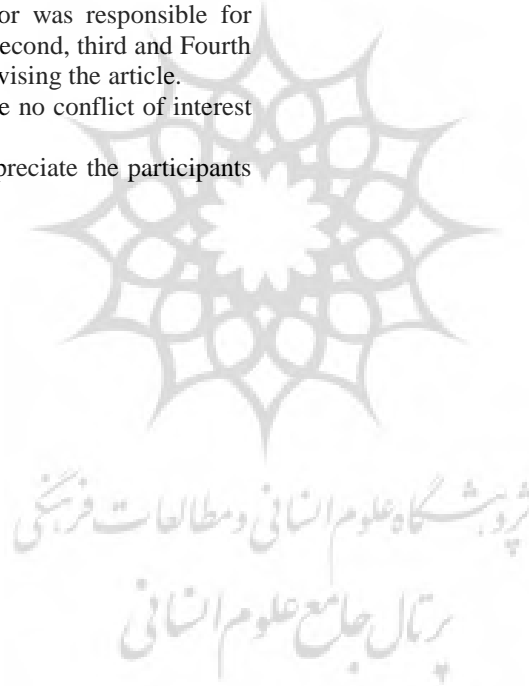 or was responsible for
econd, third and Fourth
vising the article.
e no conflict of interest
preciate the participants
پژوهشگاه علوم انسانی و مطالعات فرهنگی
پرتال جامع علوم انسانی